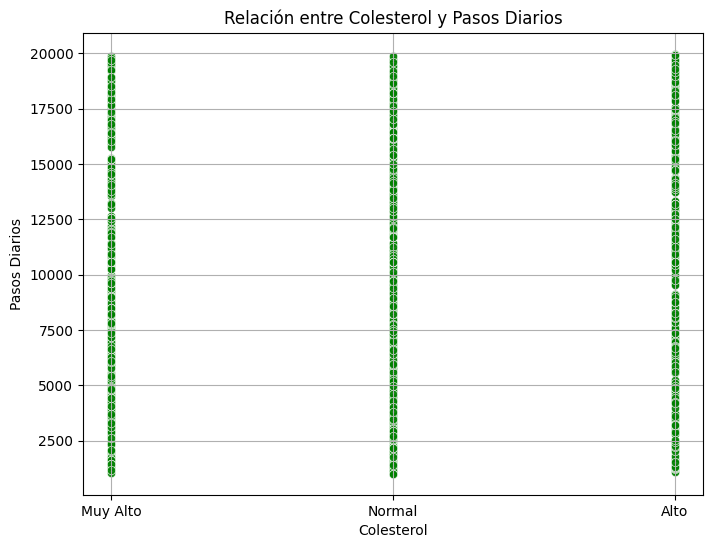 Relación entre Colesterol y Pasos Diarios
20000
17500
15000
12500
10000
7500
5000
2500
Pasos Diarios
Muy Alto
Normal
Alto
Colesterol